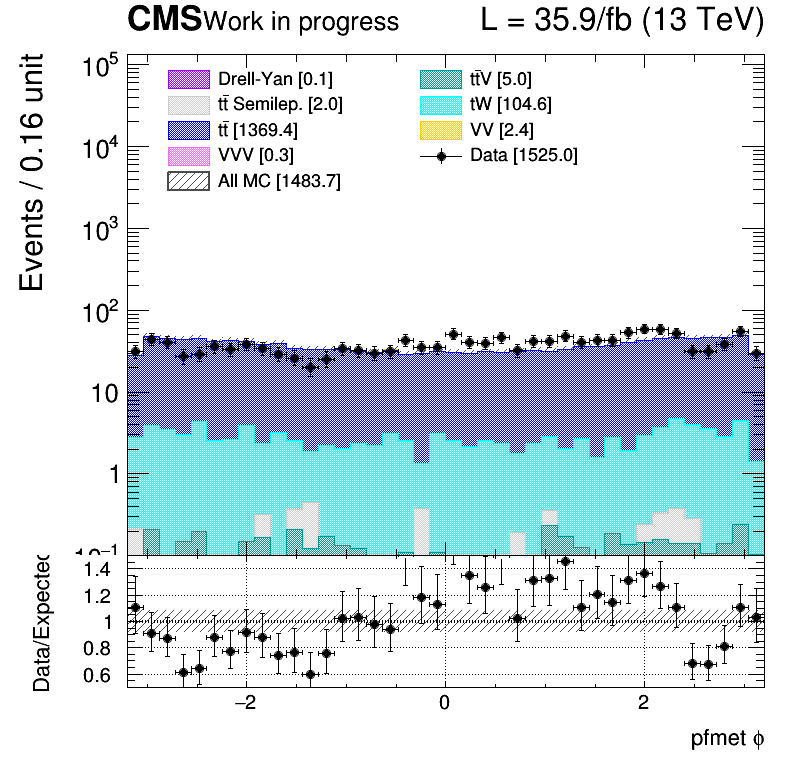 CMS Work in progress L = 35.9/fb (13 TeV)
Events / 0.16 unit
10⁵
10⁴
10³
10²
10
1
10⁻¹
Drell-Yan [0.1]
tt̄ Semilep. [2.0]
tt̄ [1369.4]
VVV [0.3]
All MC [1483.7]
tt̄V [5.0]
tW [104.6]
VV [2.4]
Data [1525.0]
Data/Expected
1.4
1.2
1
0.8
0.6
−2 0 2
pfmet ϕ